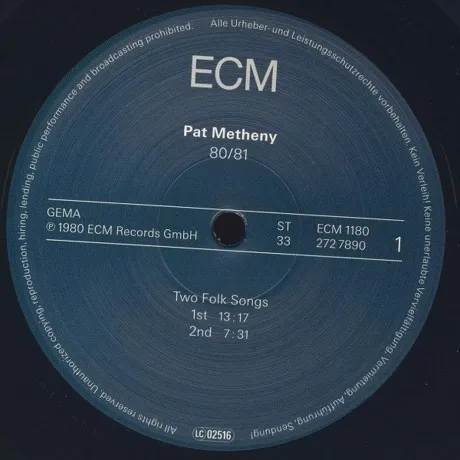 ECM
Pat Metheny
80/81
GEMA
℗ 1980 ECM Records GmbH
ST
33
ECM 1180
272 7890
1
Two Folk Songs
1st 13:17
2nd 7:31
Alle Urheber- und Leistungsschutzrechte vorbehalten. Kein Verleih! Keine unerlaubte Vervielfältigung, Vermietung, Aufführung, Sendung!
LC 02516
All rights reserved. Unauthorized copying, reproduction, hiring, lending, public performance and broadcasting prohibited.